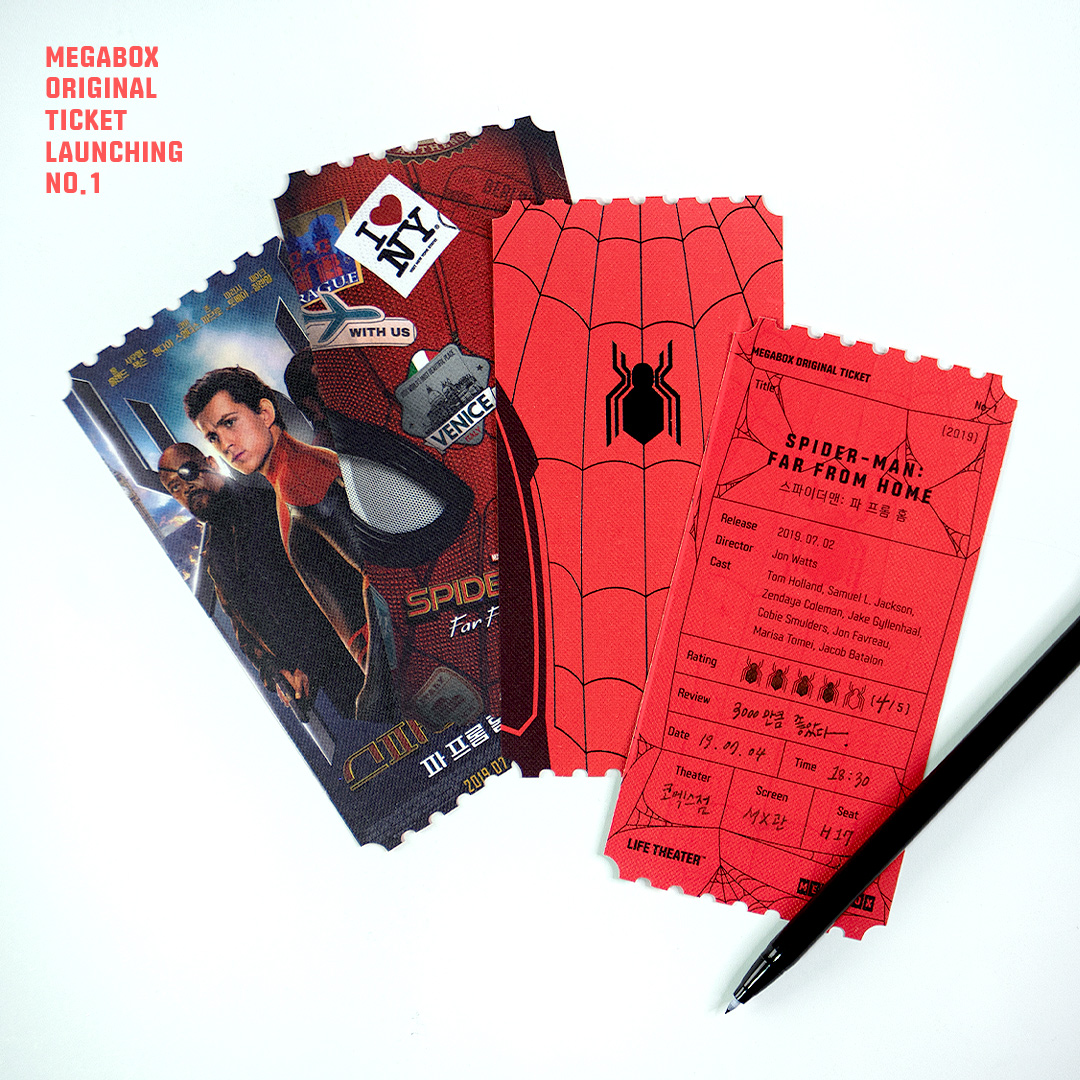 MEGABOX
ORIGINAL
TICKET
LAUNCHING
NO.1
I ♥
NY
WITH US
VENICE
SPIDE
Far F
파 프롬
2019.07
MEGABOX ORIGINAL TICKET
No. 1
Title
(2019)
SPIDER-MAN:
FAR FROM HOME
스파이더맨: 파 프롬 홈
Release 2019. 07. 02
Director Jon Watts
Cast Tom Holland, Samuel L. Jackson,
Zendaya Coleman, Jake Gyllenhaal,
Cobie Smulders, Jon Favreau,
Marisa Tomei, Jacob Batalon
Rating (4/5)
Review 3000만큼 좋았다
Date 19.07.04 Time 18:30
Theater Screen Seat
코엑스점 MX관 H17
LIFE THEATER™